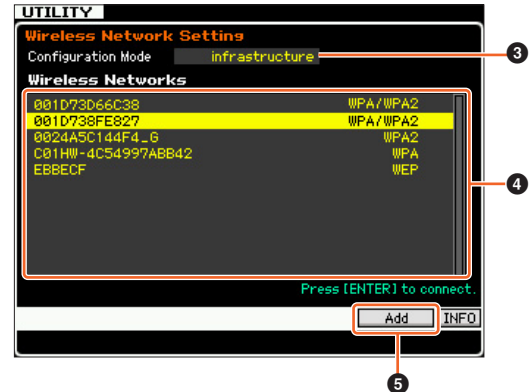 UTILITY
Wireless Network Setting
Configuration Mode infrastructure
3
Wireless Networks
001D73D66C38 WPA/WPA2
001D738FE827 WPA/WPA2
0024A5C144F4_G WPA2
C01HW-4C54997ABB42 WPA
EBBECF WEP
4
Press [ENTER] to connect.
Add INFO
5